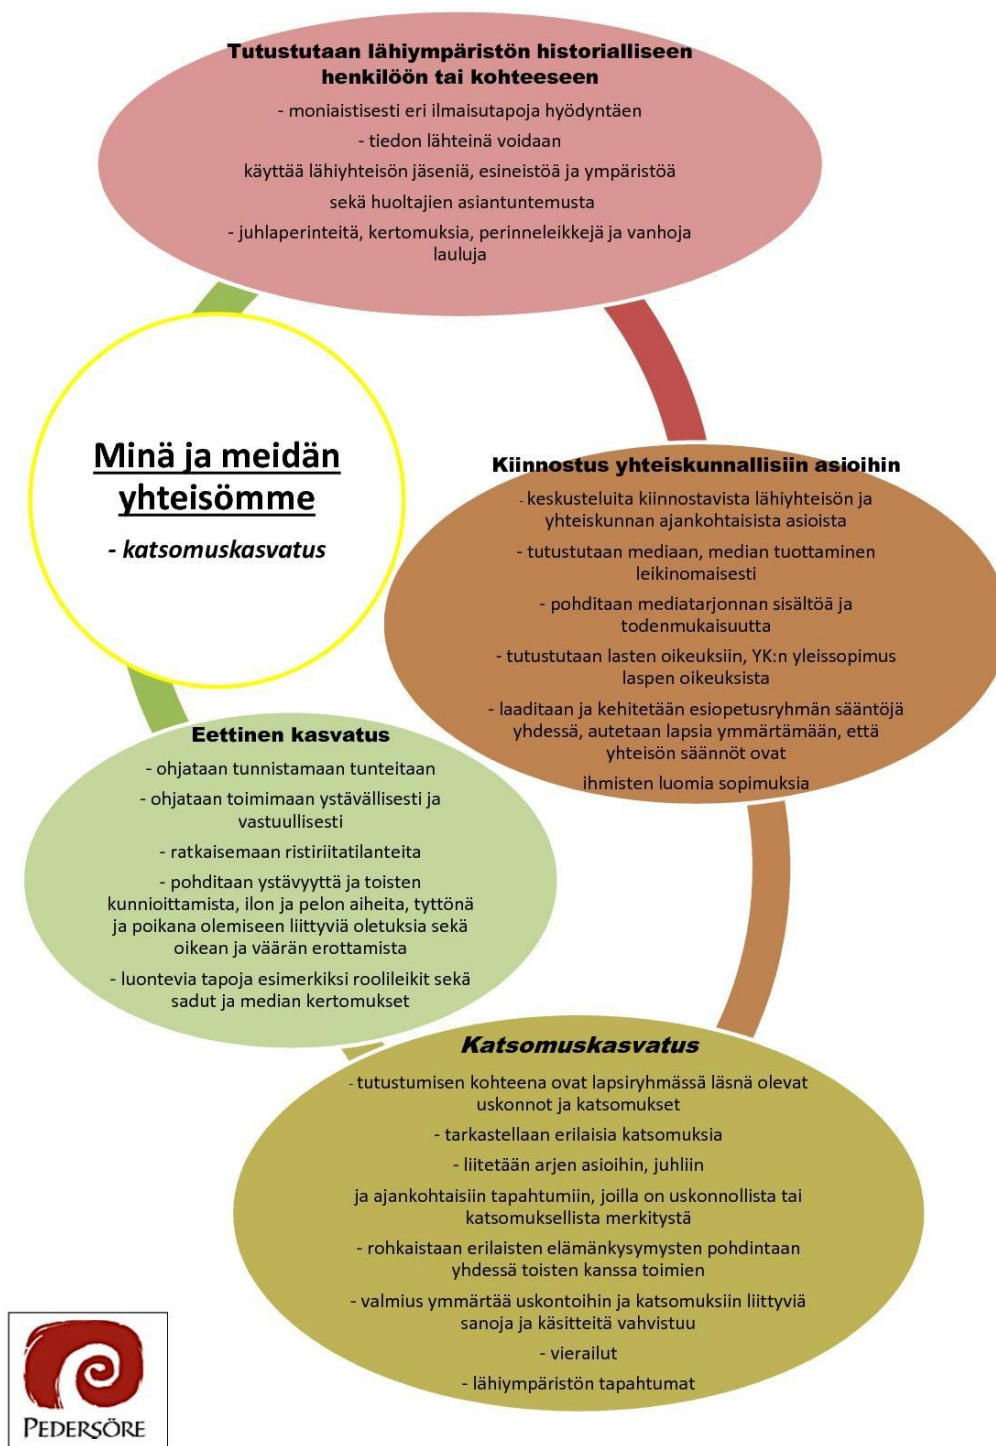 Tutustutaan lähiympäristön historialliseen
henkilöön tai kohteeseen
- moniaistisesti eri ilmaisutapoja hyödyntäen
- tiedon lähteinä voidaan
käyttää lähiyhteisön jäseniä, esineistöä ja ympäristöä
sekä huoltajien asiantuntemusta
- juhlaperinteitä, kertomuksia, perinneleikkejä ja vanhoja
lauluja
Minä ja meidän
yhteisömme
- katsomuskasvatus
Kiinnostus yhteiskunnallisiin asioihin
- keskusteluita kiinnostavista lähiyhteisön ja
yhteiskunnan ajankohtaisista asioista
- tutustutaan mediaan, median tuottaminen
leikinomaisesti
- pohditaan mediatarjonnan sisältöä ja
todenmukaisuutta
- tutustutaan lasten oikeuksiin, YK:n yleissopimus
laspen oikeuksista
- laaditaan ja kehitetään esiopetusryhmän sääntöjä
yhdessä, autetaan lapsia ymmärtämään, että
yhteisön säännöt ovat
ihmisten luomia sopimuksia
Eettinen kasvatus
- ohjataan tunnistamaan tunteitaan
- ohjataan toimimaan ystävällisesti ja
vastuullisesti
- ratkaisemaan ristiriitatilanteita
- pohditaan ystävyyttä ja toisten
kunnioittamista, ilon ja pelon aiheita, tyttönä
ja poikana olemiseen liittyviä oletuksia sekä
oikean ja väärän erottamista
- luontevia tapoja esimerkiksi roolileikit sekä
sadut ja median kertomukset
Katsomuskasvatus
- tutustumisen kohteena ovat lapsiryhmässä läsnä olevat
uskonnot ja katsomukset
- tarkastellaan erilaisia katsomuksia
- liitetään arjen asioihin, juhliin
ja ajankohtaisiin tapahtumiin, joilla on uskonnollista tai
katsomuksellista merkitystä
- rohkaistaan erilaisten elämänkysymysten pohdintaan
yhdessä toisten kanssa toimien
- valmius ymmärtää uskontoihin ja katsomuksiin liittyviä
sanoja ja käsitteitä vahvistuu
- vierailut
- lähiympäristön tapahtumat
PEDERSÖRE